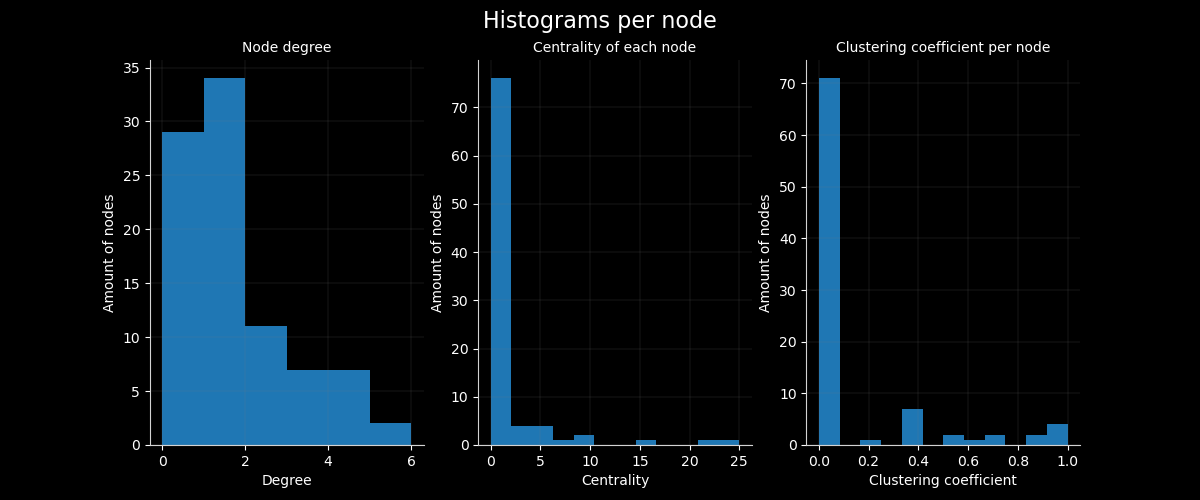 Histograms per node
Node degree
Amount of nodes
35
30
25
20
15
10
5
0
0 2 4 6
Degree
Centrality of each node
Amount of nodes
70
60
50
40
30
20
10
0
0 5 10 15 20 25
Centrality
Clustering coefficient per node
Amount of nodes
70
60
50
40
30
20
10
0
0.0 0.2 0.4 0.6 0.8 1.0
Clustering coefficient